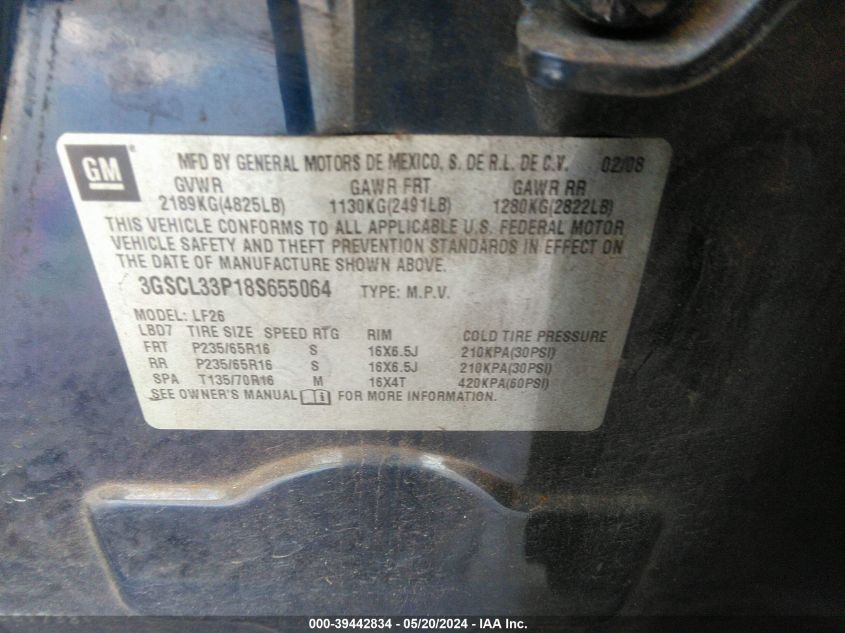 GM
MFD BY GENERAL MOTORS DE MEXICO, S. DE R.L. DE C.V. 02/08
GVWR GAWR FRT GAWR RR
2189KG(4825LB) 1130KG(2491LB) 1280KG(2822LB)
THIS VEHICLE CONFORMS TO ALL APPLICABLE U.S. FEDERAL MOTOR
VEHICLE SAFETY AND THEFT PREVENTION STANDARDS IN EFFECT ON
THE DATE OF MANUFACTURE SHOWN ABOVE.
3GSCL33P18S655064 TYPE: M.P.V.
MODEL: LF26
LBD7 TIRE SIZE SPEED RTG RIM COLD TIRE PRESSURE
FRT P235/65R16 S 16X6.5J 210KPA(30PSI)
RR P235/65R16 S 16X6.5J 210KPA(30PSI)
SPA T135/70R16 M 16X4T 420KPA(60PSI)
SEE OWNER'S MANUAL i FOR MORE INFORMATION.
000-39442834 - 05/20/2024 - IAA Inc.